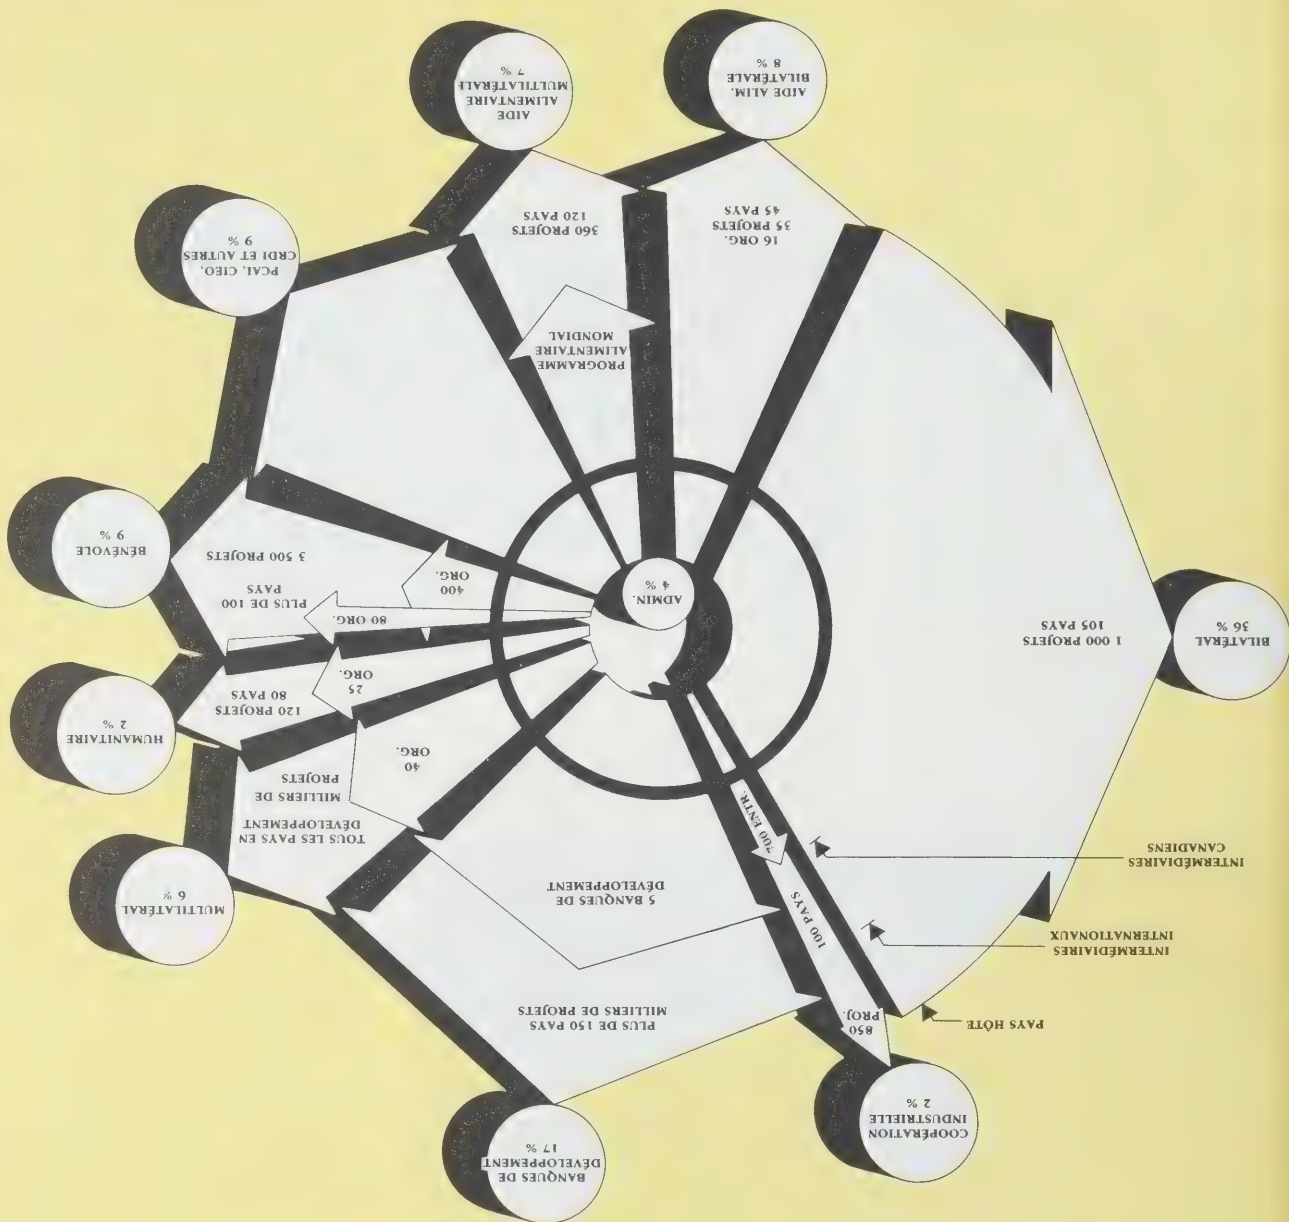 COOPÉRATION
INDUSTRIELLE
2 %
BANQUES DE
DÉVELOPPEMENT
17 %
PAYS HÔTE
850
PROJ.
PLUS DE 150 PAYS
MILLIERS DE PROJETS
INTERMÉDIAIRES
INTERNATIONAUX
100 PAYS
5 BANQUES DE
DÉVELOPPEMENT
MULTILATÉRAL
6 %
INTERMÉDIAIRES
CANADIENS
700 ENTR.
TOUS LES PAYS EN
DÉVELOPPEMENT
MILLIERS DE
PROJETS
40
ORG.
HUMANITAIRE
2 %
120 PROJETS
80 PAYS
25
ORG.
BILATÉRAL
36 %
1 000 PROJETS
105 PAYS
ADMIN.
4 %
80 ORG.
PLUS DE 100
PAYS
400
ORG.
3 500 PROJETS
BÉNÉVOLE
9 %
PROGRAMME
ALIMENTAIRE
MONDIAL
PCAI, CIEO,
CRDI ET AUTRES
9 %
16 ORG.
35 PROJETS
45 PAYS
360 PROJETS
120 PAYS
AIDE ALIM.
BILATÉRALE
8 %
AIDE
ALIMENTAIRE
MULTILATÉRALE
7 %